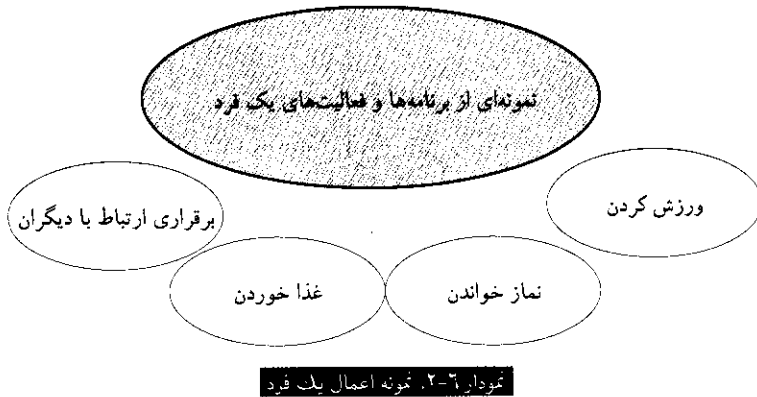 نمونه‌ای از برنامه‌ها و فعالیت‌های یک فرد
ورزش کردن
برقراری ارتباط با دیگران
نماز خواندن
غذا خوردن
نمودار ۶-۲. نمونه اعمال یک فرد